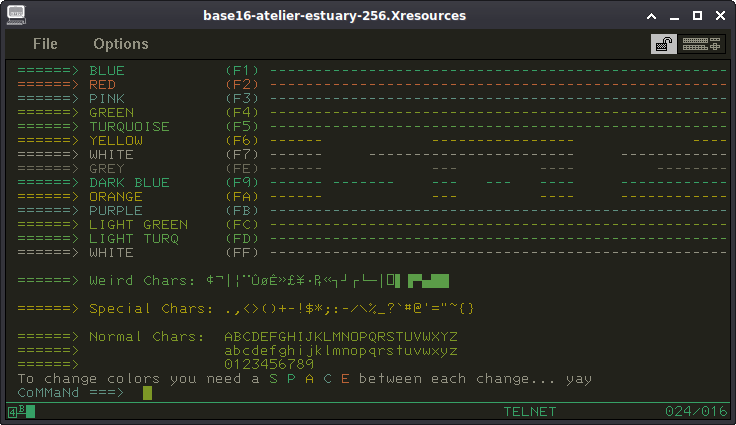 base16-atelier-estuary-256.Xresources
File Options
======> BLUE (F1) -----------------------------------------------------
======> RED (F2) -----------------------------------------------------
======> PINK (F3) -----------------------------------------------------
======> GREEN (F4) -----------------------------------------------------
======> TURQUOISE (F5) -----------------------------------------------------
======> YELLOW (F6) ------ ---------------- ----
======> WHITE (F7) ------ ---------------------------- ------------
======> GREY (FE) ------ --- ---- ------------
======> DARK BLUE (F9) ------ ------- --- --- ---- ------------
======> ORANGE (FA) ------ --- ---- ------------
======> PURPLE (FB) -----------------------------------------------------
======> LIGHT GREEN (FC) -----------------------------------------------------
======> LIGHT TURQ (FD) -----------------------------------------------------
======> WHITE (FF) -----------------------------------------------------
======> Weird Chars: ¢¬|¦¨ÛøÊ»£¥·₧«┐┘┌└─│
======> Special Chars: .,<>()+-!$*;:-/\%_?`#@'="~{}
======> Normal Chars: ABCDEFGHIJKLMNOPQRSTUVWXYZ
======> abcdefghijklmnopqrstuvwxyz
======> 0123456789
To change colors you need a S P A C E between each change... yay
CoMMaNd ===>
4 B TELNET 024/016